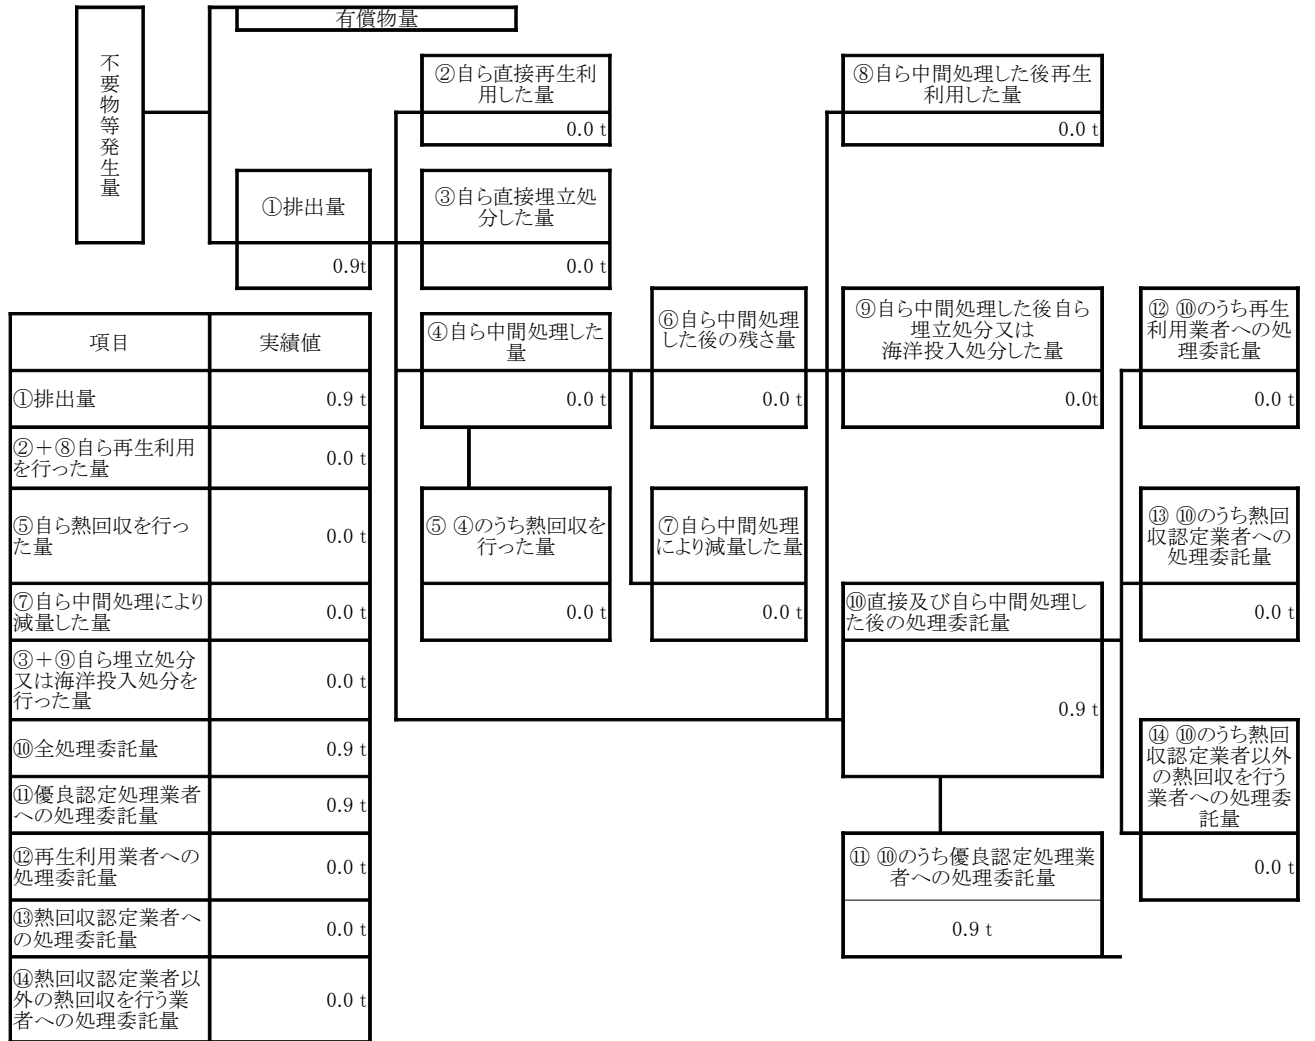 有償物量
不要物等発生量
②自ら直接再生利
用した量
0.0 t
⑧自ら中間処理した後再生
利用した量
0.0 t
①排出量
0.9t
③自ら直接埋立処
分した量
0.0 t
④自ら中間処理した
量
0.0 t
⑥自ら中間処理
した後の残さ量
0.0 t
⑨自ら中間処理した後自ら
埋立処分又は
海洋投入処分した量
0.0t
⑫ ⑩のうち再生
利用業者への処
理委託量
0.0 t
⑤ ④のうち熱回収を
行った量
0.0 t
⑦自ら中間処理
により減量した量
0.0 t
⑩直接及び自ら中間処理し
た後の処理委託量
0.9 t
⑬ ⑩のうち熱回
収認定業者への
処理委託量
0.0 t
⑭ ⑩のうち熱回
収認定業者以外
の熱回収を行う
業者への処理委
託量
0.0 t
⑪ ⑩のうち優良認定処理業
者への処理委託量
0.9 t
項目 実績値
①排出量 0.9 t
②＋⑧自ら再生利用
を行った量
0.0 t
⑤自ら熱回収を行っ
た量
0.0 t
⑦自ら中間処理により
減量した量
0.0 t
③＋⑨自ら埋立処分
又は海洋投入処分を
行った量
0.0 t
⑩全処理委託量 0.9 t
⑪優良認定処理業者
への処理委託量
0.9 t
⑫再生利用業者への
処理委託量
0.0 t
⑬熱回収認定業者へ
の処理委託量
0.0 t
⑭熱回収認定業者以
外の熱回収を行う業
者への処理委託量
0.0 t